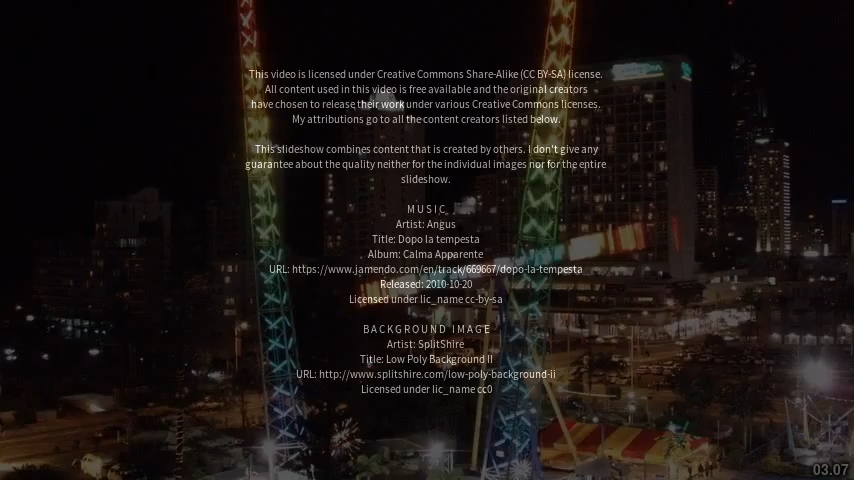 This video is licensed under Creative Commons Share-Alike (CC BY-SA) license.
All content used in this video is free available and the original creators
have chosen to release their work under various Creative Commons licenses.
My attributions go to all the content creators listed below.
This slideshow combines content that is created by others. I don't give any
guarantee about the quality neither for the individual images nor for the entire
slideshow.
MUSIC
Artist: Angus
Title: Dopo la tempesta
Album: Calma Apparente
URL: https://www.jamendo.com/en/track/669667/dopo-la-tempesta
Released: 2010-10-20
Licensed under lic_name cc-by-sa
BACKGROUND IMAGE
Artist: SplitShire
Title: Low Poly Background II
URL: http://www.splitshire.com/low-poly-background-ii
Licensed under lic_name cc0
03.07